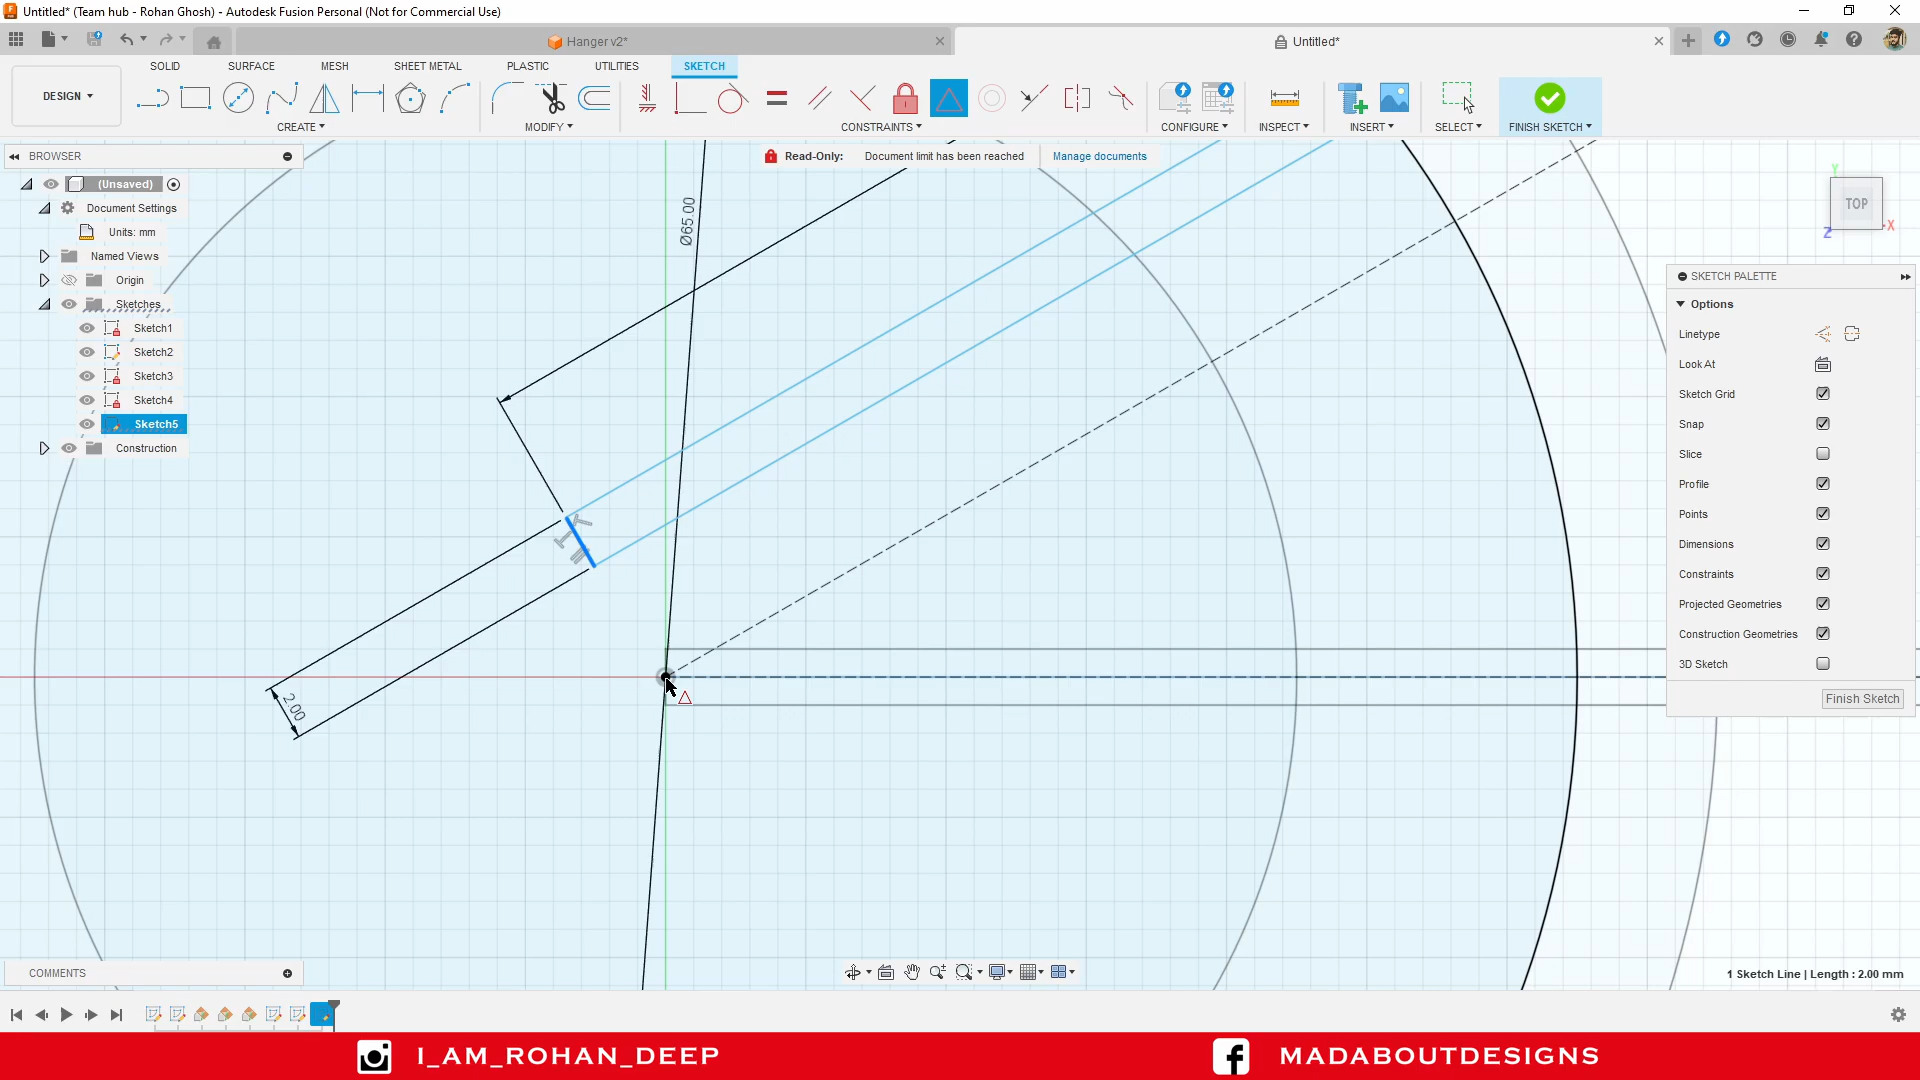 Untitled* (Team hub - Rohan Ghosh) - Autodesk Fusion Personal (Not for Commercial Use)
Hanger v2*
Untitled*
SOLID SURFACE MESH SHEET METAL PLASTIC UTILITIES SKETCH
DESIGN
CREATE MODIFY CONSTRAINTS CONFIGURE INSPECT INSERT SELECT FINISH SKETCH
BROWSER
Read-Only: Document limit has been reached Manage documents
(Unsaved)
Document Settings
Units: mm
Named Views
Origin
Sketches
Sketch1
Sketch2
Sketch3
Sketch4
Sketch5
Construction
Ø65.00
2.00
Y
TOP
X
Z
SKETCH PALETTE
Options
Linetype
Look At
Sketch Grid
Snap
Slice
Profile
Points
Dimensions
Constraints
Projected Geometries
Construction Geometries
3D Sketch
Finish Sketch
COMMENTS
1 Sketch Line | Length : 2.00 mm
I_AM_ROHAN_DEEP
MADABOUTDESIGNS